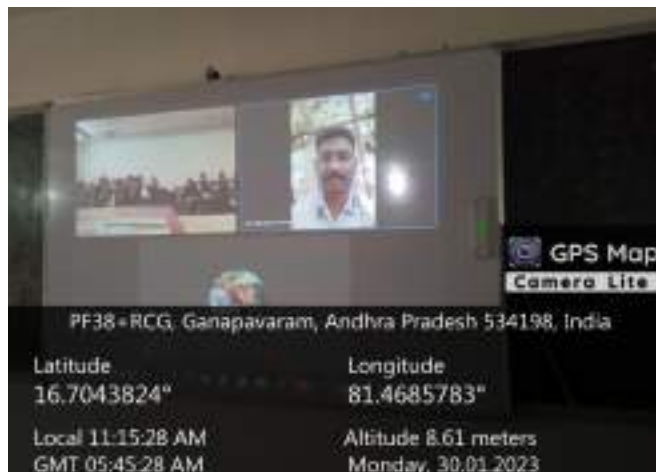 GPS Map
Camera Lite
PF38+RCG, Ganapavaram, Andhra Pradesh 534198, India
Latitude
16.7043824°
Longitude
81.4685783°
Local 11:15:28 AM
GMT 05:45:28 AM
Altitude 8.61 meters
Monday, 30.01.2023